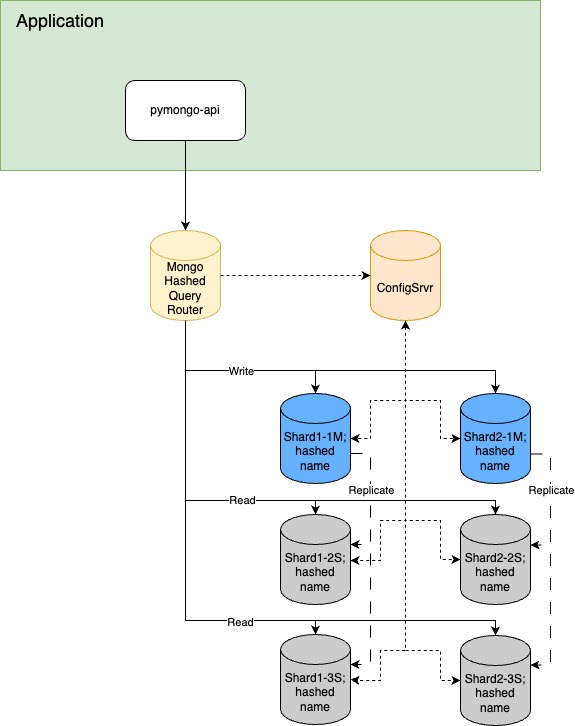 Application
pymongo-api
Mongo
Hashed
Query
Router
ConfigSrvr
Write
Shard1-1M;
hashed
name
Shard2-1M;
hashed
name
Replicate
Replicate
Read
Shard1-2S;
hashed
name
Shard2-2S;
hashed
name
Read
Shard1-3S;
hashed
name
Shard2-3S;
hashed
name